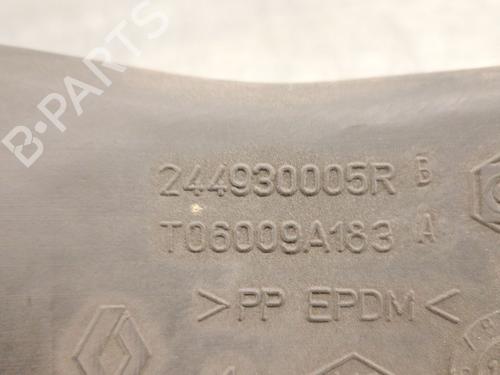 B-PARTS
244930005R B
T06009A183 A
>PP EPDM<